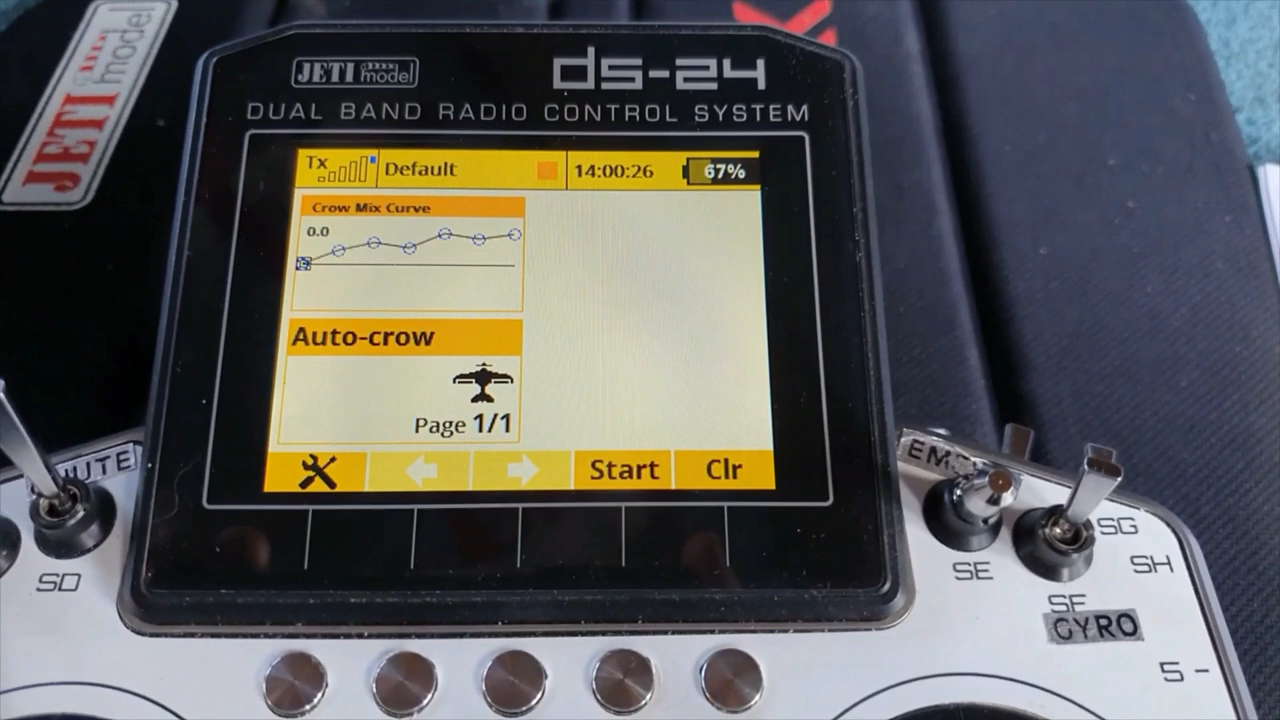 JETI model
JETI model
ds-24
DUAL BAND RADIO CONTROL SYSTEM
Tx Default 14:00:26 67%
Crow Mix Curve
0.0
Auto-crow
Page 1/1
Start Clr
SD
SE
SG
SH
SF
GYRO
5 -